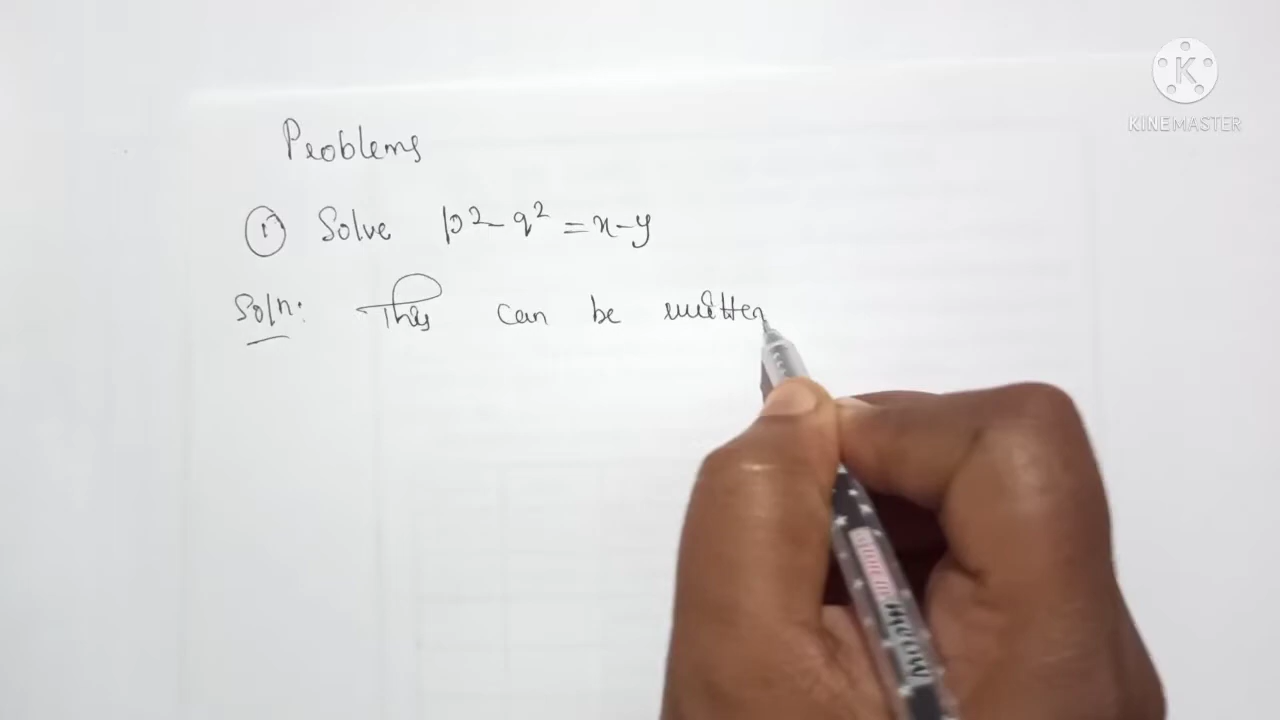 Problems
① Solve p² - q² = x - y
Soln: This can be written
K
KINEMASTER